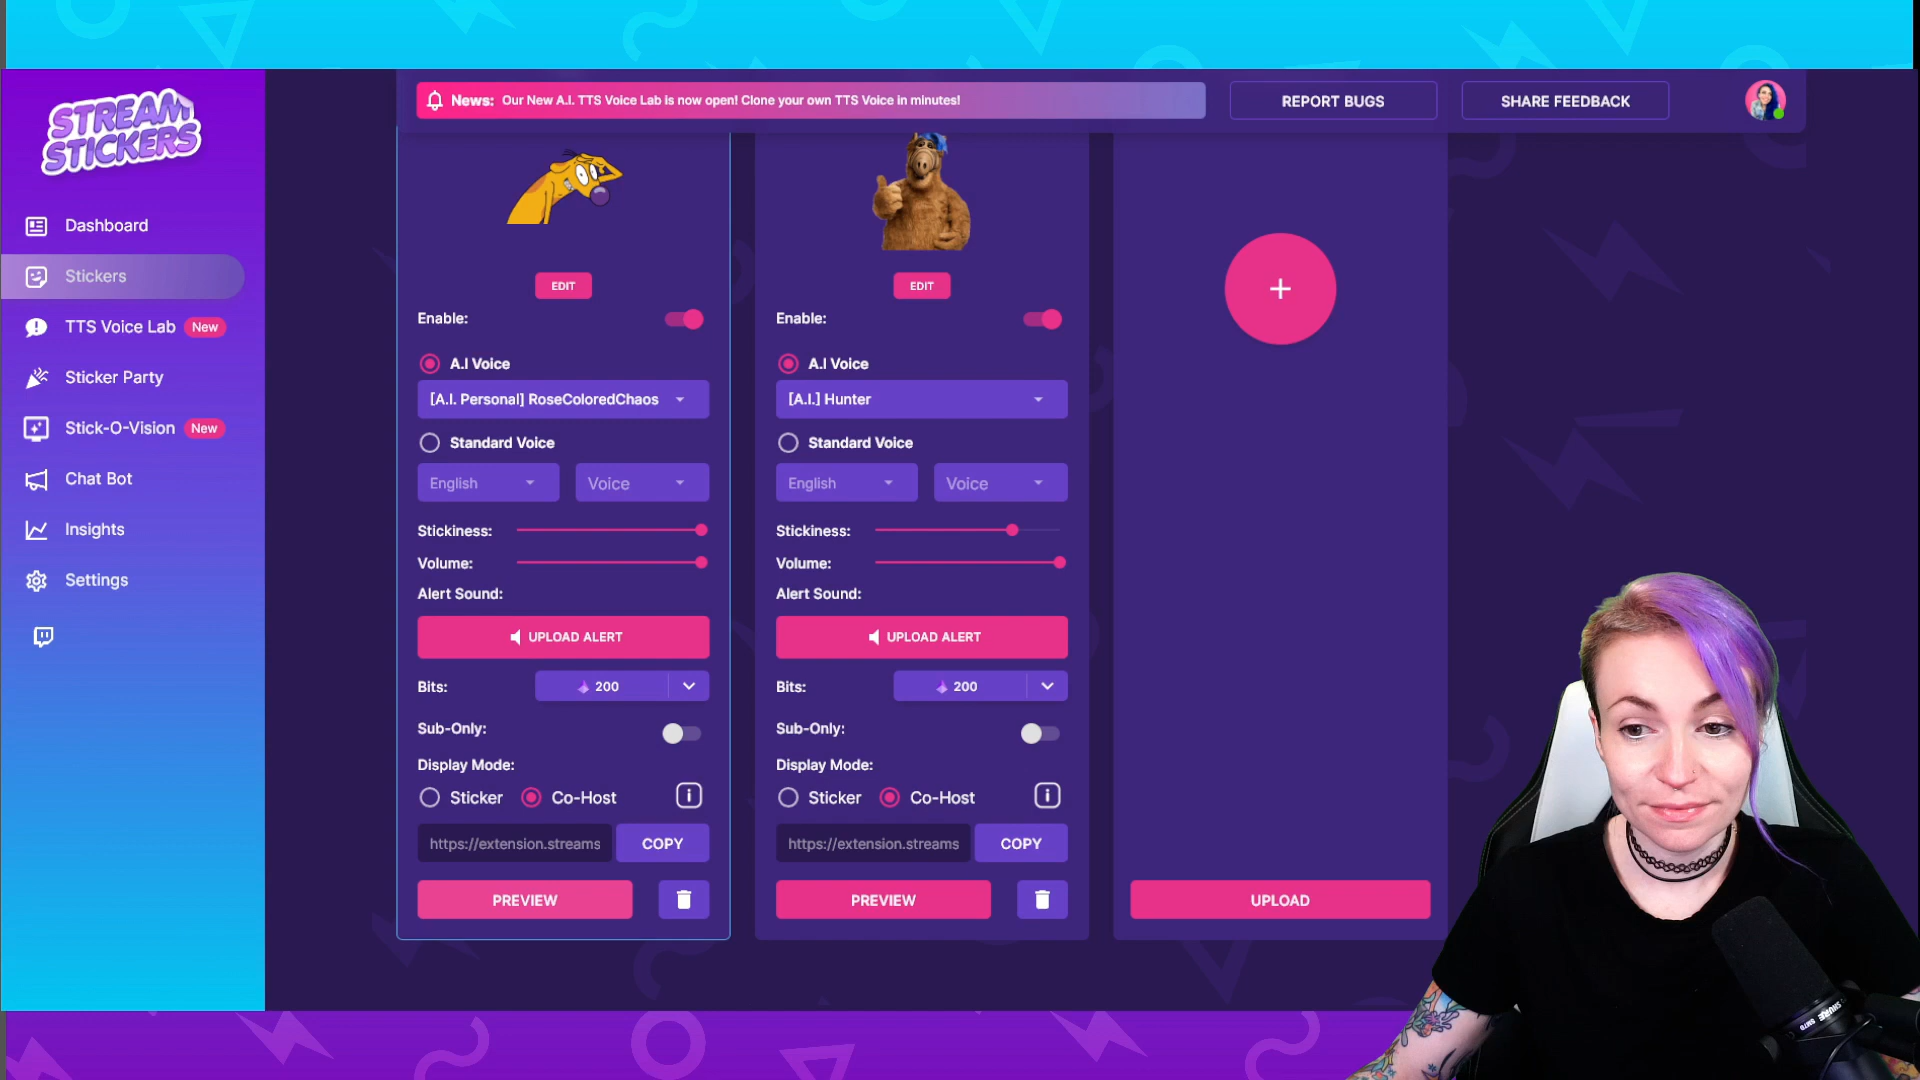 STREAM
STICKERS
News: Our New A.I. TTS Voice Lab is now open! Clone your own TTS Voice in minutes!
REPORT BUGS
SHARE FEEDBACK
Dashboard
Stickers
TTS Voice Lab New
Sticker Party
Stick-O-Vision New
Chat Bot
Insights
Settings
EDIT
Enable:
A.I Voice
[A.I. Personal] RoseColoredChaos
Standard Voice
English Voice
Stickiness:
Volume:
Alert Sound:
UPLOAD ALERT
Bits: 200
Sub-Only:
Display Mode:
Sticker Co-Host
https://extension.streams COPY
PREVIEW
EDIT
Enable:
A.I Voice
[A.I.] Hunter
Standard Voice
English Voice
Stickiness:
Volume:
Alert Sound:
UPLOAD ALERT
Bits: 200
Sub-Only:
Display Mode:
Sticker Co-Host
https://extension.streams COPY
PREVIEW
UPLOAD
SHURE
SM7B